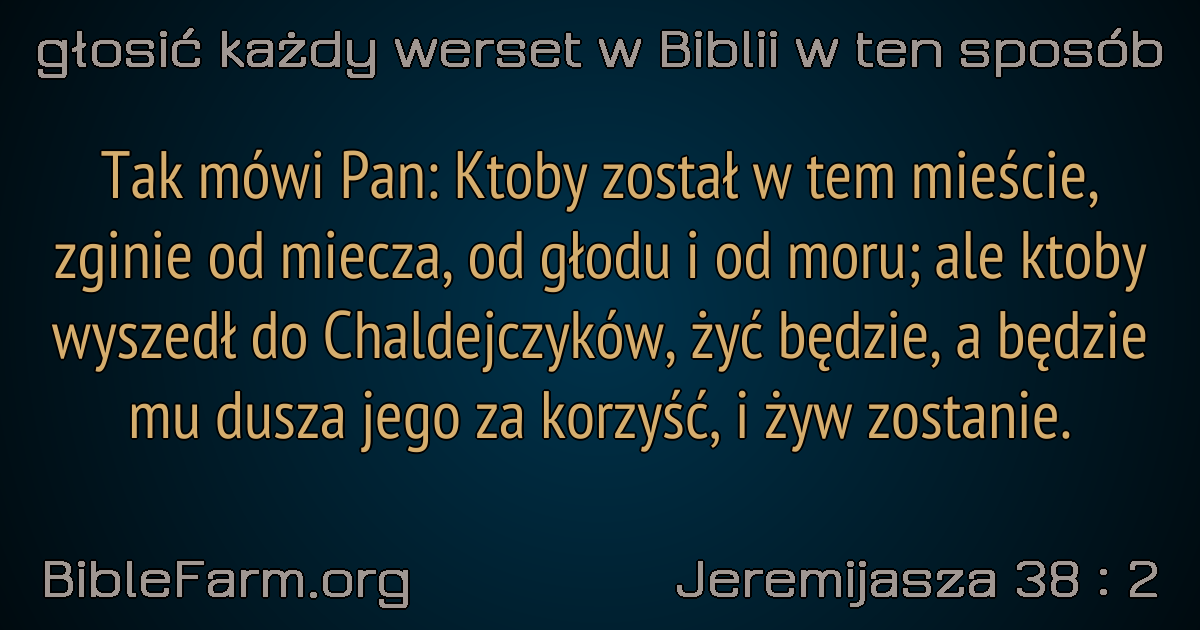 głosić każdy werset w Biblii w ten sposób
Tak mówi Pan: Ktoby został w tem mieście,
zginie od miecza, od głodu i od moru; ale ktoby
wyszedł do Chaldejczyków, żyć będzie, a będzie
mu dusza jego za korzyść, i żyw zostanie.
BibleFarm.org
Jeremijasza 38 : 2